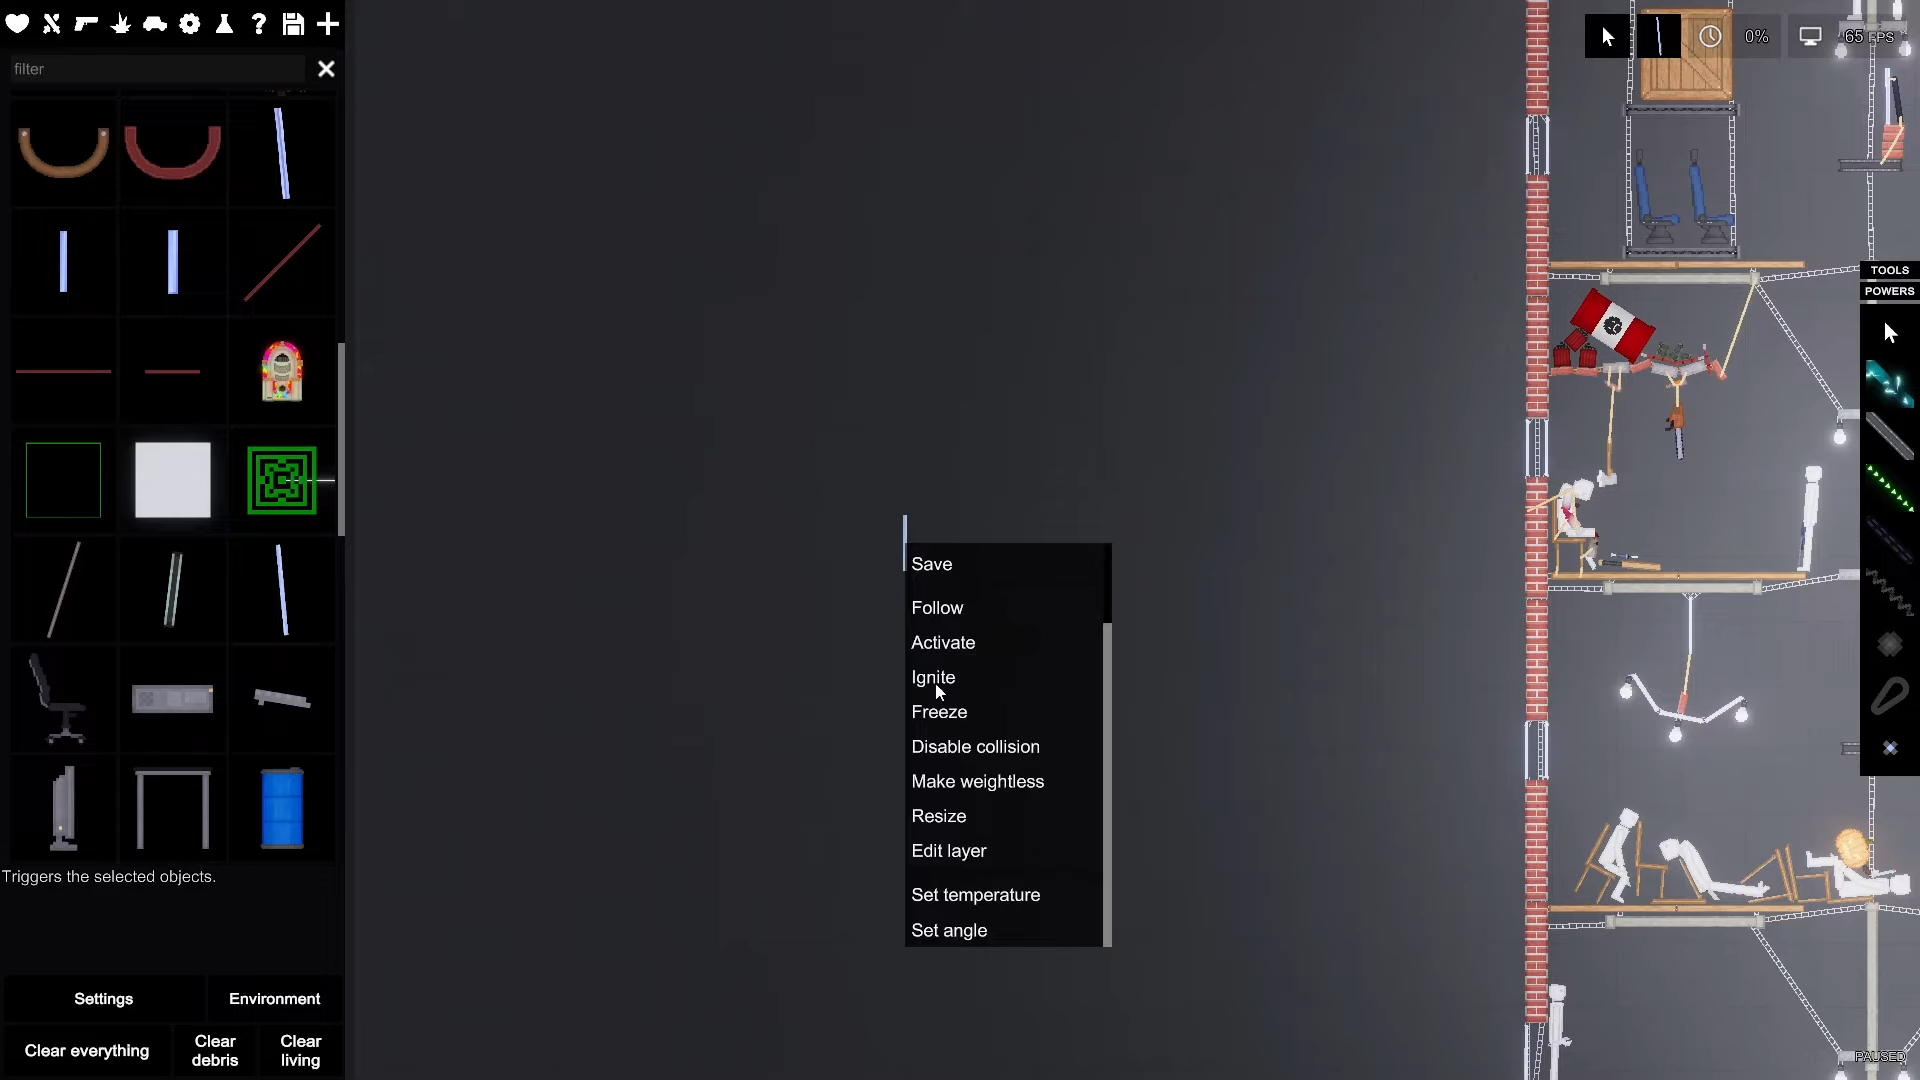 filter
0%
65 FPS
TOOLS
POWERS
Save
Follow
Activate
Ignite
Freeze
Disable collision
Make weightless
Resize
Edit layer
Set temperature
Set angle
Triggers the selected objects.
Settings
Environment
Clear everything
Clear
debris
Clear
living
PAUSED